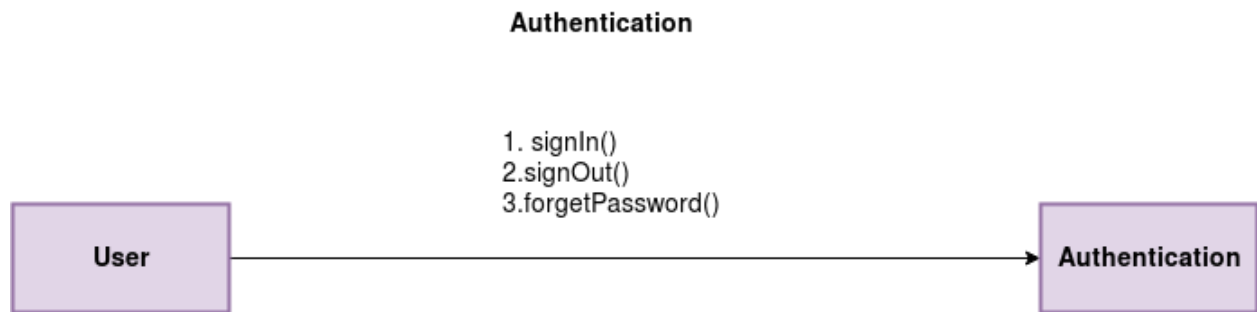 Authentication
1. signIn()
2.signOut()
3.forgetPassword()
User
Authentication